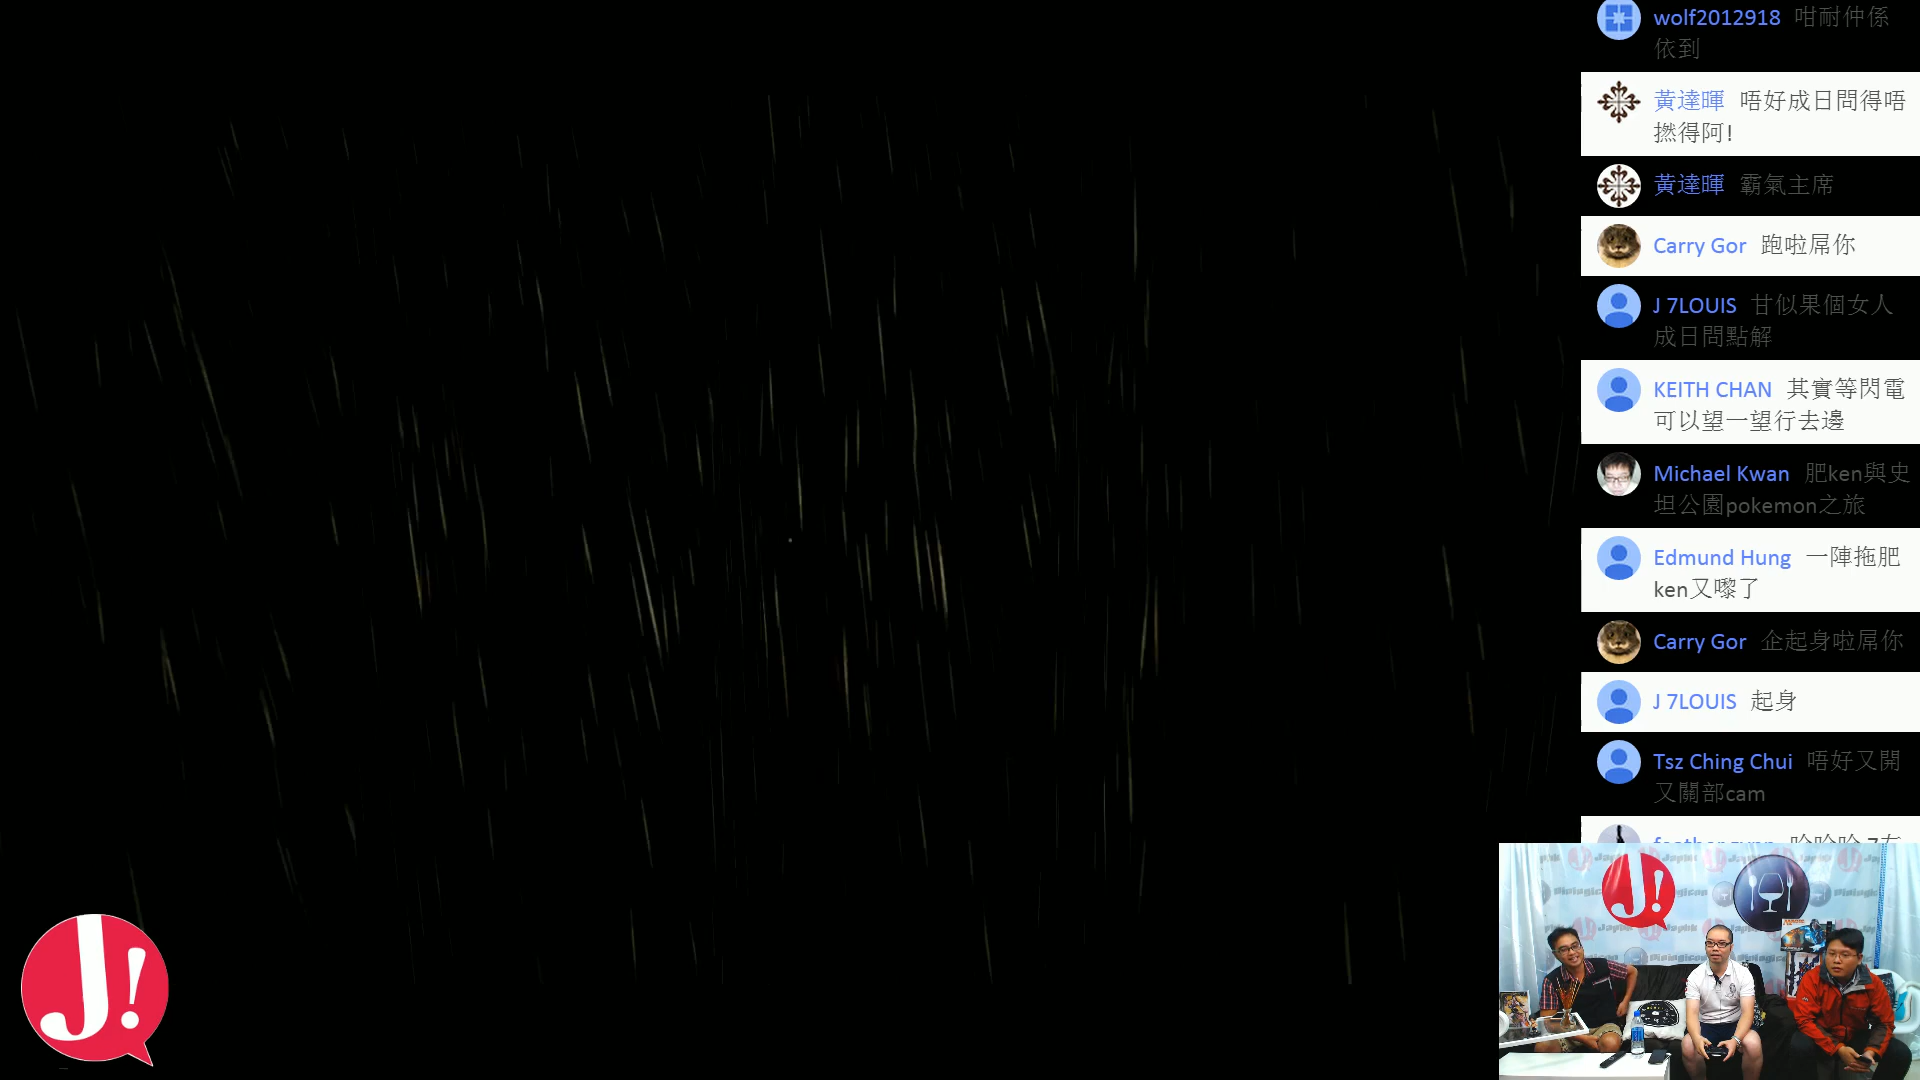 wolf2012918 咁耐仲係
依到
黃達暉 唔好成日問得唔
撚得阿!
黃達暉 霸氣主席
Carry Gor 跑啦屌你
J 7LOUIS 甘似果個女人
成日問點解
KEITH CHAN 其實等閃電
可以望一望行去邊
Michael Kwan 肥ken與史
坦公園pokemon之旅
Edmund Hung 一陣拖肥
ken又嚟了
Carry Gor 企起身啦屌你
J 7LOUIS 起身
Tsz Ching Chui 唔好又開
又關部cam
J!
J!